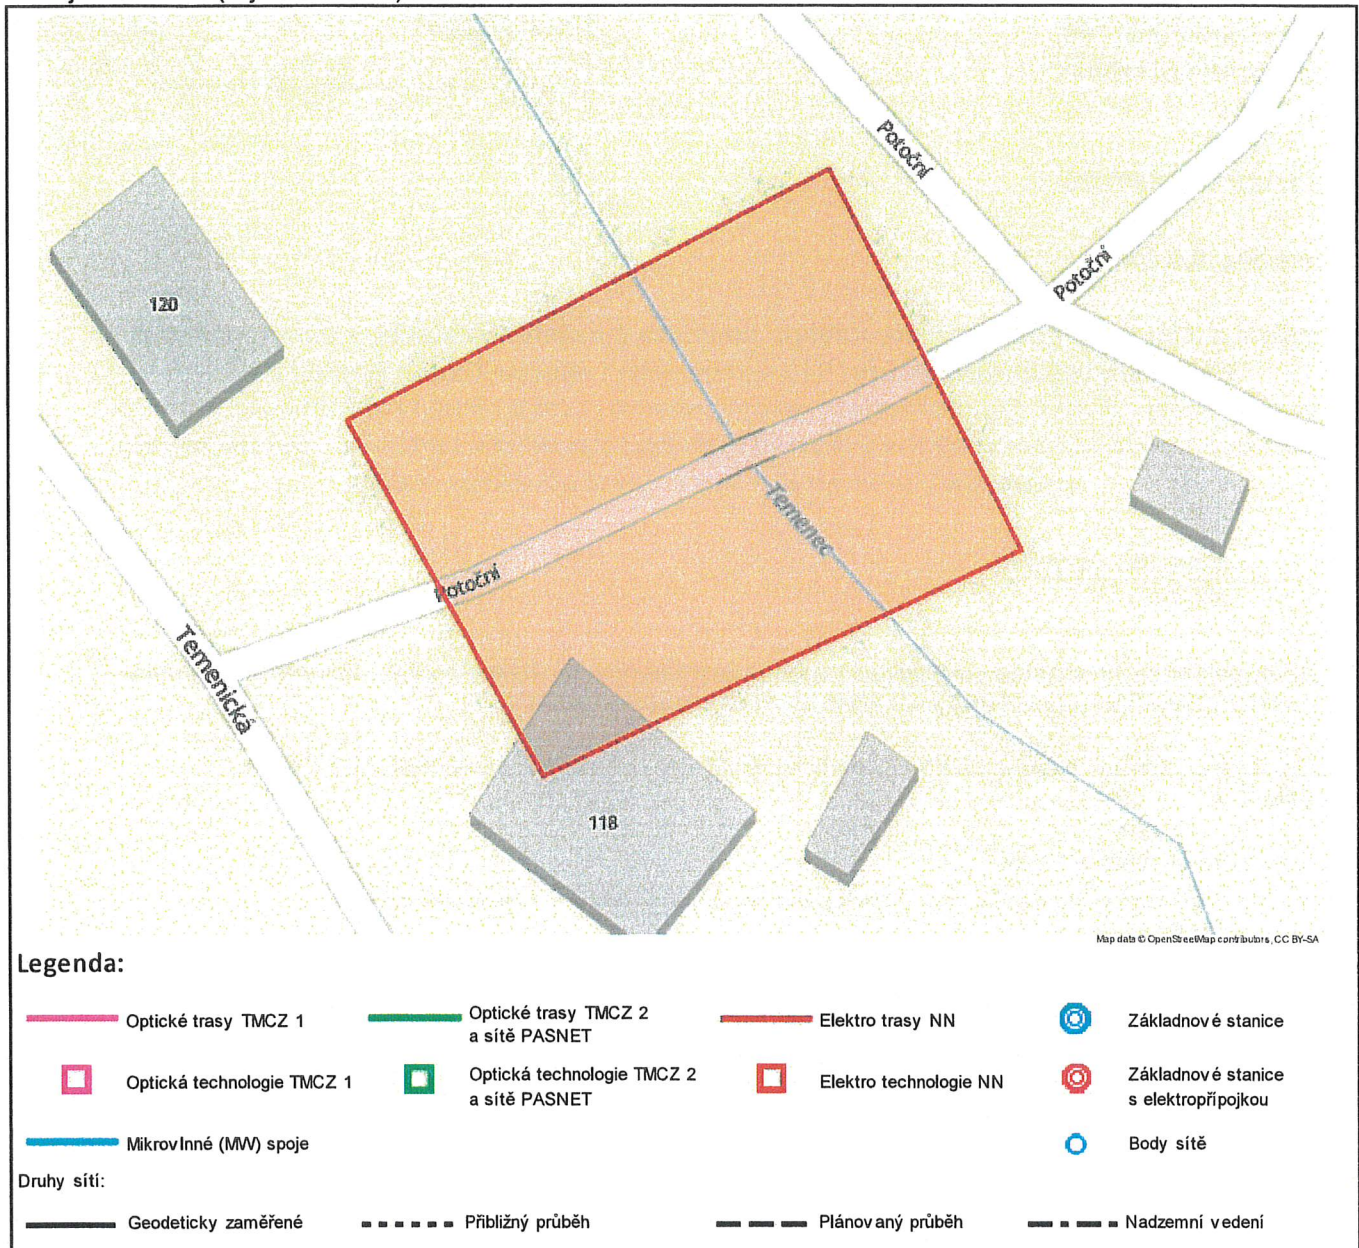 Potoční
120
Potoční
Temenec
Potoční
Temenická
118
Map data © OpenStreetMap contributors, CC BY-SA
Legenda:
Optické trasy TMCZ 1
Optické trasy TMCZ 2
a sítě PASNET
Elektro trasy NN
Základnové stanice
Optická technologie TMCZ 1
Optická technologie TMCZ 2
a sítě PASNET
Elektro technologie NN
Základnové stanice
s elektropřípojkou
Mikrovlnné (MW) spoje
Body sítě
Druhy sítí:
Geodeticky zaměřené
Přibližný průběh
Plánovaný průběh
Nadzemní vedení